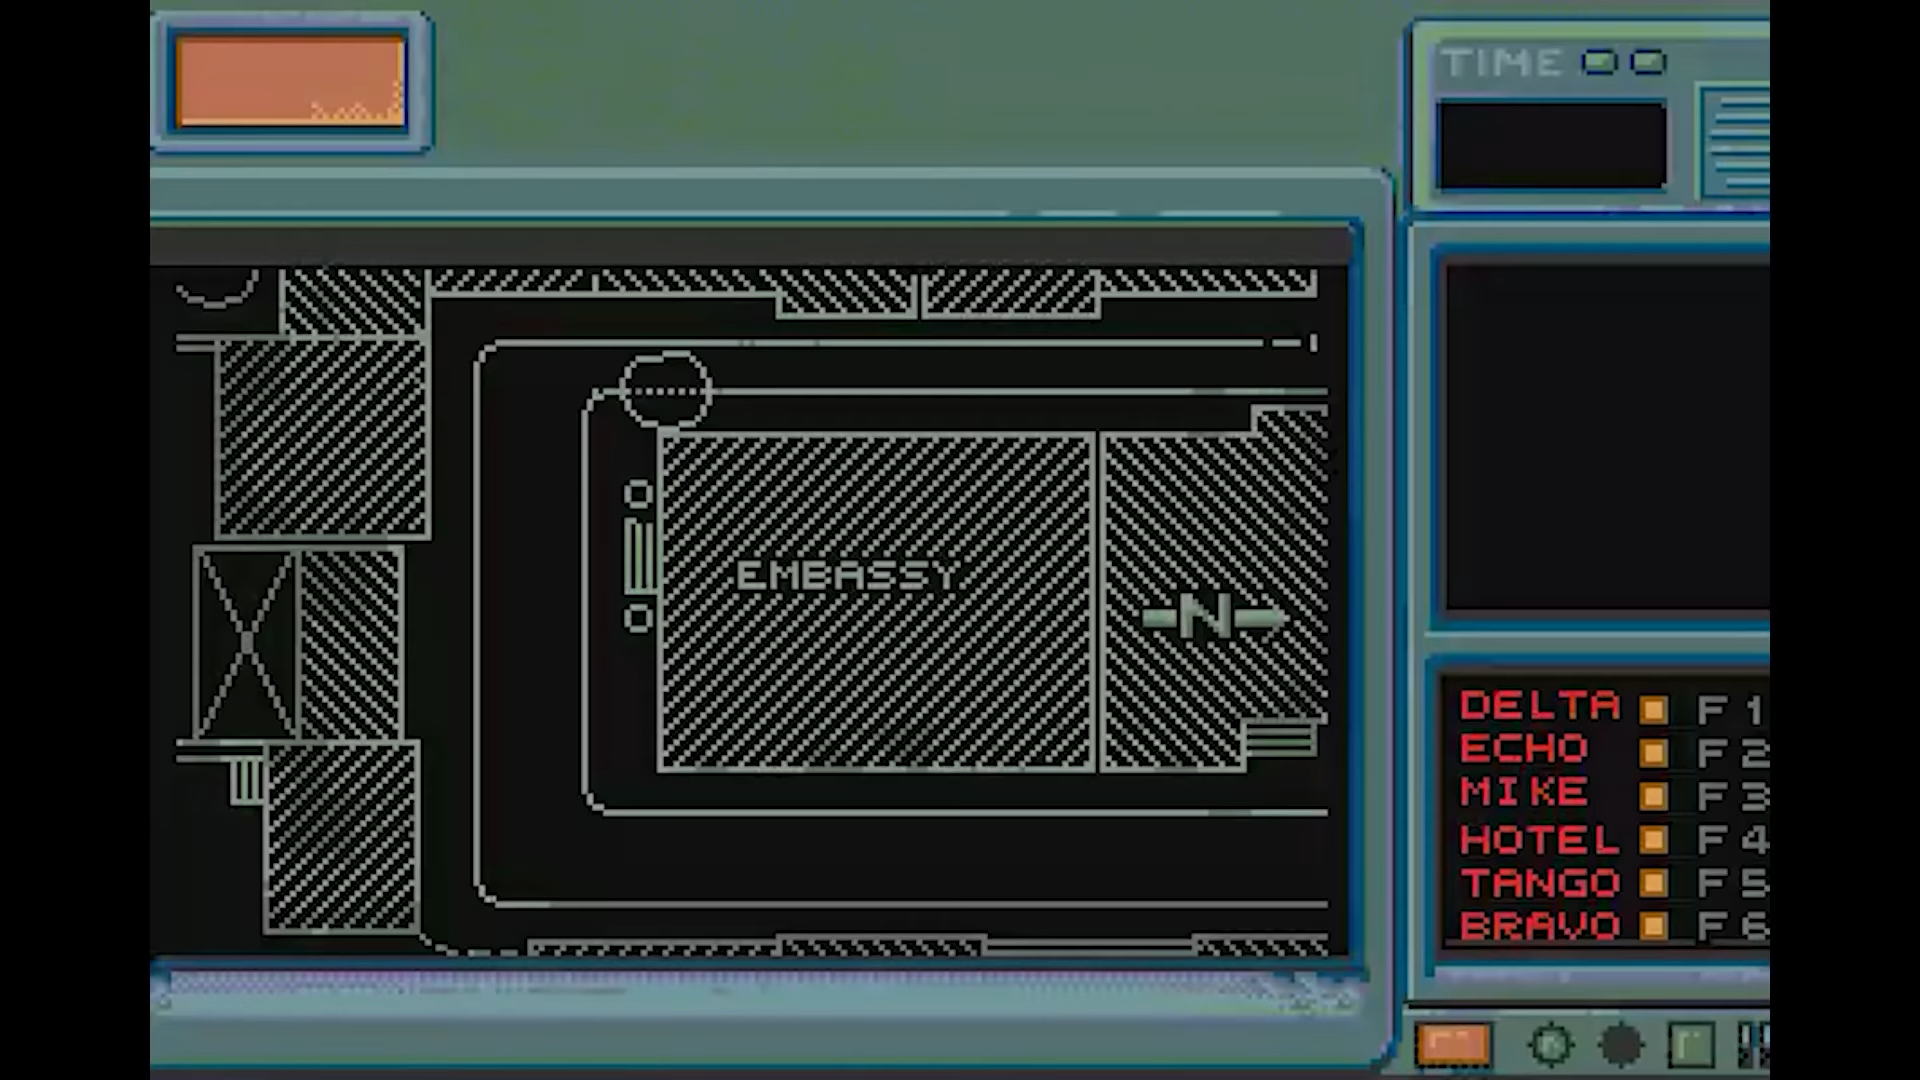 TIME
EMBASSY
N
DELTA F1
ECHO F2
MIKE F3
HOTEL F4
TANGO F5
BRAVO F6